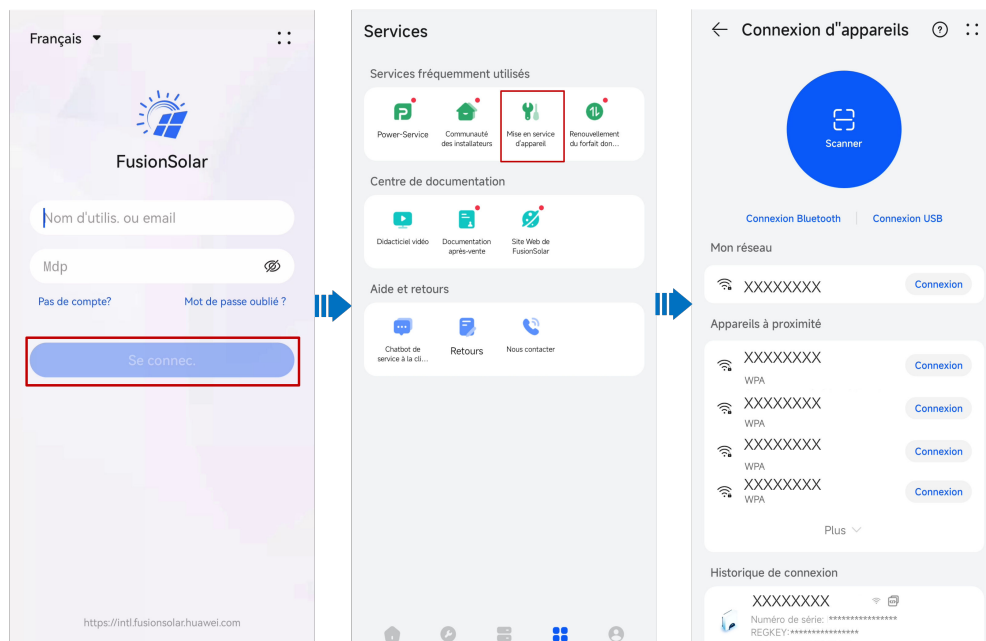 Français
FusionSolar
Nom d'utilis. ou email
Mdp
Pas de compte?
Mot de passe oublié ?
Se connec.
https://intl.fusionsolar.huawei.com
Services
Services fréquemment utilisés
Power-Service
Communauté
des installateurs
Mise en service
d'appareil
Renouvellement
du forfait don...
Centre de documentation
Didacticiel vidéo
Documentation
après-vente
Site Web de
FusionSolar
Aide et retours
Chatbot de
service à la cli...
Retours
Nous contacter
Connexion d"appareils
Scanner
Connexion Bluetooth
Connexion USB
Mon réseau
XXXXXXXX
Connexion
Appareils à proximité
XXXXXXXX
WPA
Connexion
XXXXXXXX
WPA
Connexion
XXXXXXXX
WPA
Connexion
XXXXXXXX
WPA
Connexion
Plus
Historique de connexion
XXXXXXXX
Numéro de série: ****************
REGKEY:****************